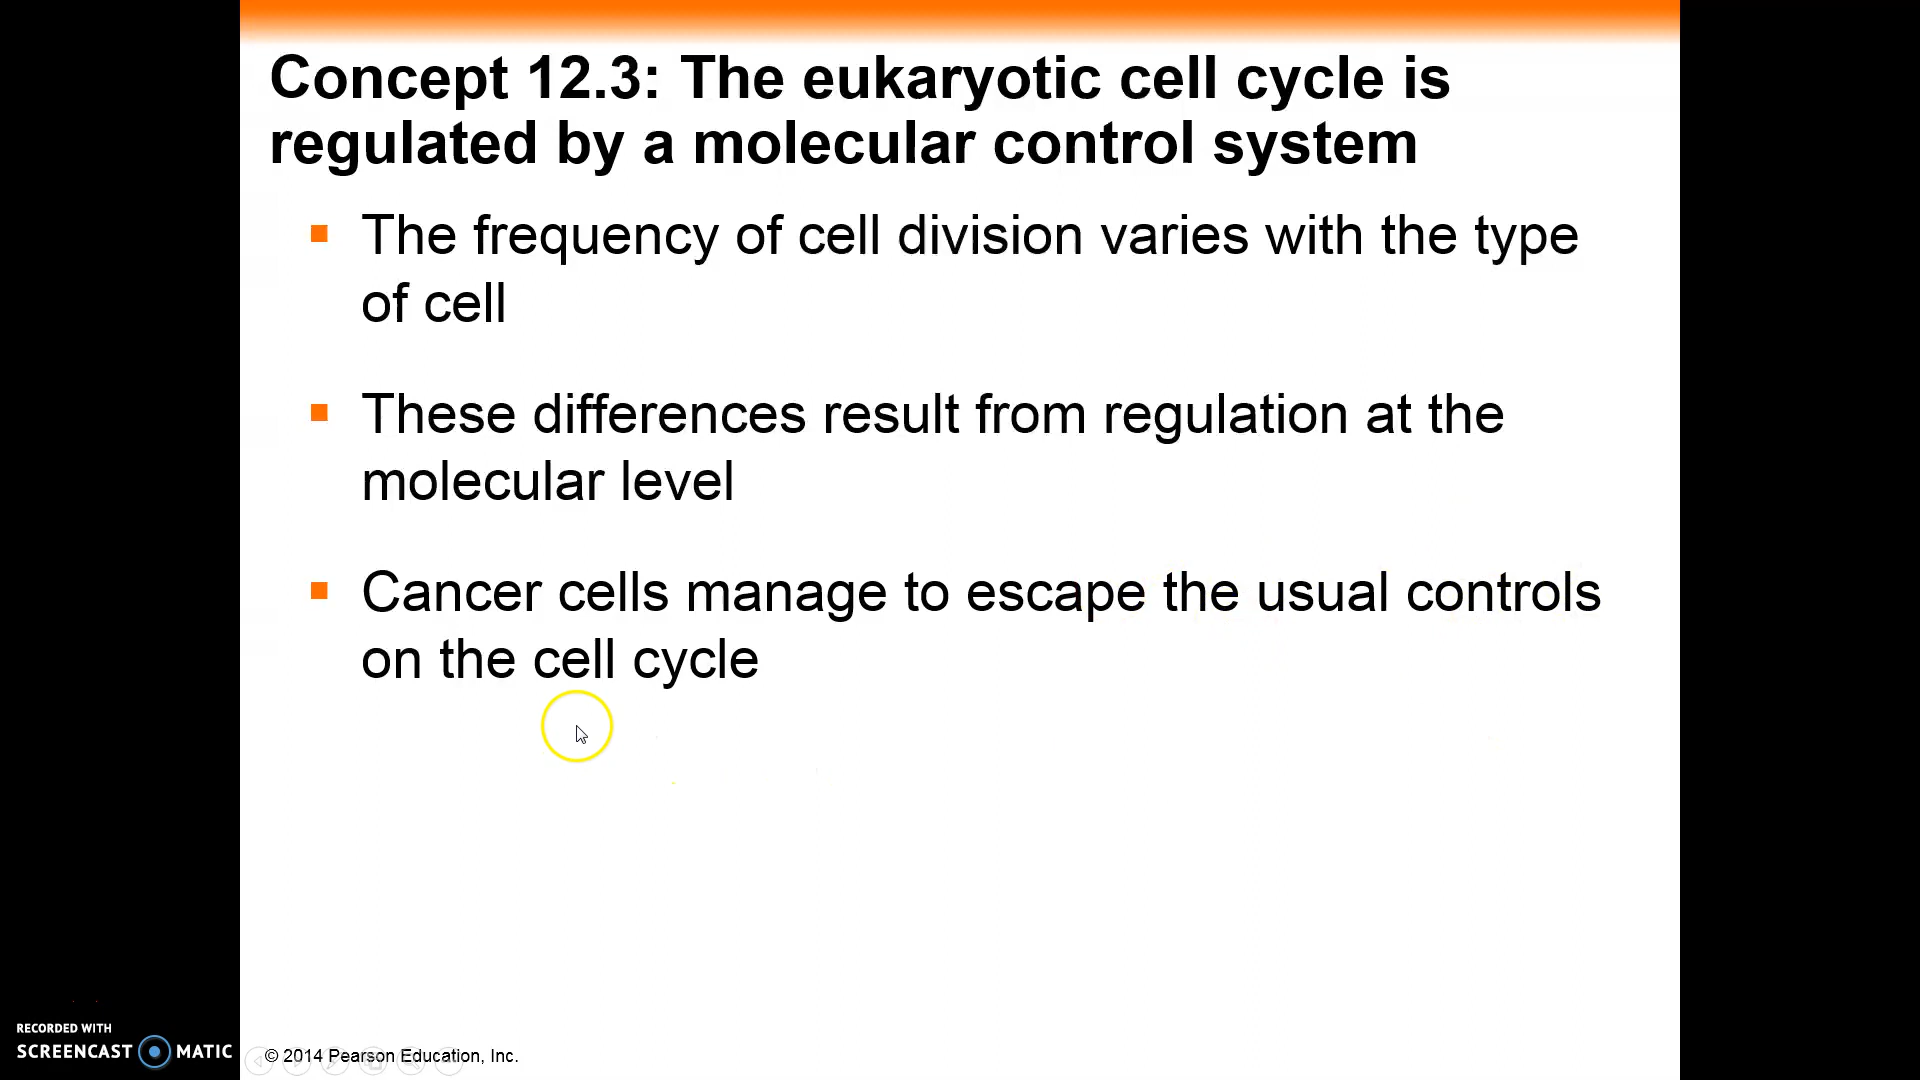 Concept 12.3: The eukaryotic cell cycle is
regulated by a molecular control system
The frequency of cell division varies with the type
of cell
These differences result from regulation at the
molecular level
Cancer cells manage to escape the usual controls
on the cell cycle
RECORDED WITH
SCREENCAST MATIC
© 2014 Pearson Education, Inc.